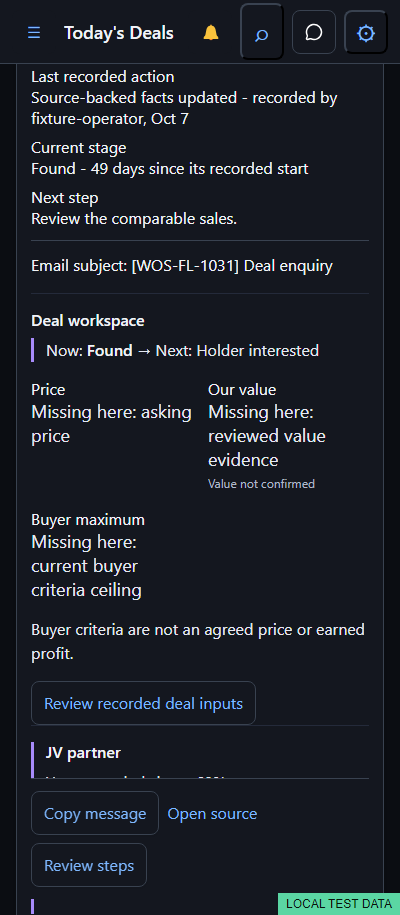 Today's Deals
Last recorded action
Source-backed facts updated - recorded by
fixture-operator, Oct 7
Current stage
Found - 49 days since its recorded start
Next step
Review the comparable sales.
Email subject: [WOS-FL-1031] Deal enquiry
Deal workspace
Now: Found → Next: Holder interested
Price
Missing here: asking
price
Our value
Missing here:
reviewed value
evidence
Value not confirmed
Buyer maximum
Missing here:
current buyer
criteria ceiling
Buyer criteria are not an agreed price or earned
profit.
Review recorded deal inputs
JV partner
Copy message
Open source
Review steps
LOCAL TEST DATA